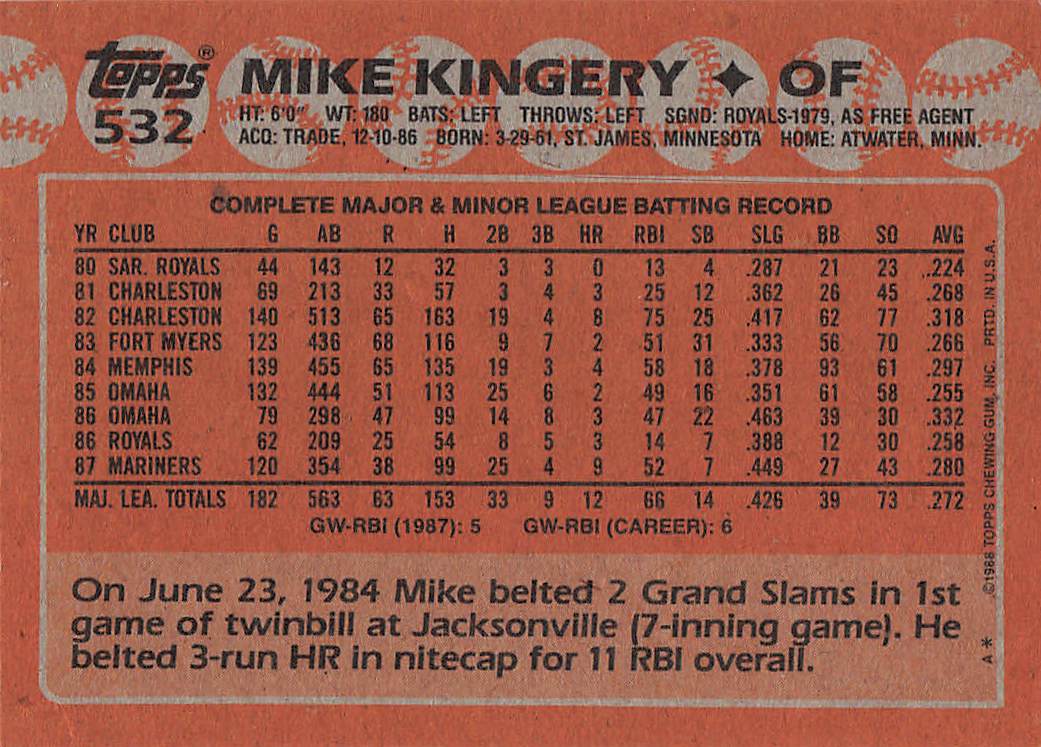 Topps® MIKE KINGERY ✦ OF
532 HT: 6'0" WT: 180 BATS: LEFT THROWS: LEFT SGND: ROYALS-1979, AS FREE AGENT
ACQ: TRADE, 12-10-86 BORN: 3-29-61, ST. JAMES, MINNESOTA HOME: ATWATER, MINN.
COMPLETE MAJOR & MINOR LEAGUE BATTING RECORD
YR CLUB G AB R H 2B 3B HR RBI SB SLG BB SO AVG
80 SAR. ROYALS 44 143 12 32 3 3 0 13 4 .287 21 23 .224
81 CHARLESTON 69 213 33 57 3 4 3 25 12 .362 26 45 .268
82 CHARLESTON 140 513 65 163 19 4 8 75 25 .417 62 77 .318
83 FORT MYERS 123 436 68 116 9 7 2 51 31 .333 56 70 .266
84 MEMPHIS 139 455 65 135 19 3 4 58 18 .378 93 61 .297
85 OMAHA 132 444 51 113 25 6 2 49 16 .351 61 58 .255
86 OMAHA 79 298 47 99 14 8 3 47 22 .463 39 30 .332
86 ROYALS 62 209 25 54 8 5 3 14 7 .388 12 30 .258
87 MARINERS 120 354 38 99 25 4 9 52 7 .449 27 43 .280
MAJ. LEA. TOTALS 182 563 63 153 33 9 12 66 14 .426 39 73 .272
GW-RBI (1987): 5 GW-RBI (CAREER): 6
On June 23, 1984 Mike belted 2 Grand Slams in 1st
game of twinbill at Jacksonville (7-inning game). He
belted 3-run HR in nitecap for 11 RBI overall.
A* ©1988 TOPPS CHEWING GUM, INC. PRTD. IN U.S.A.